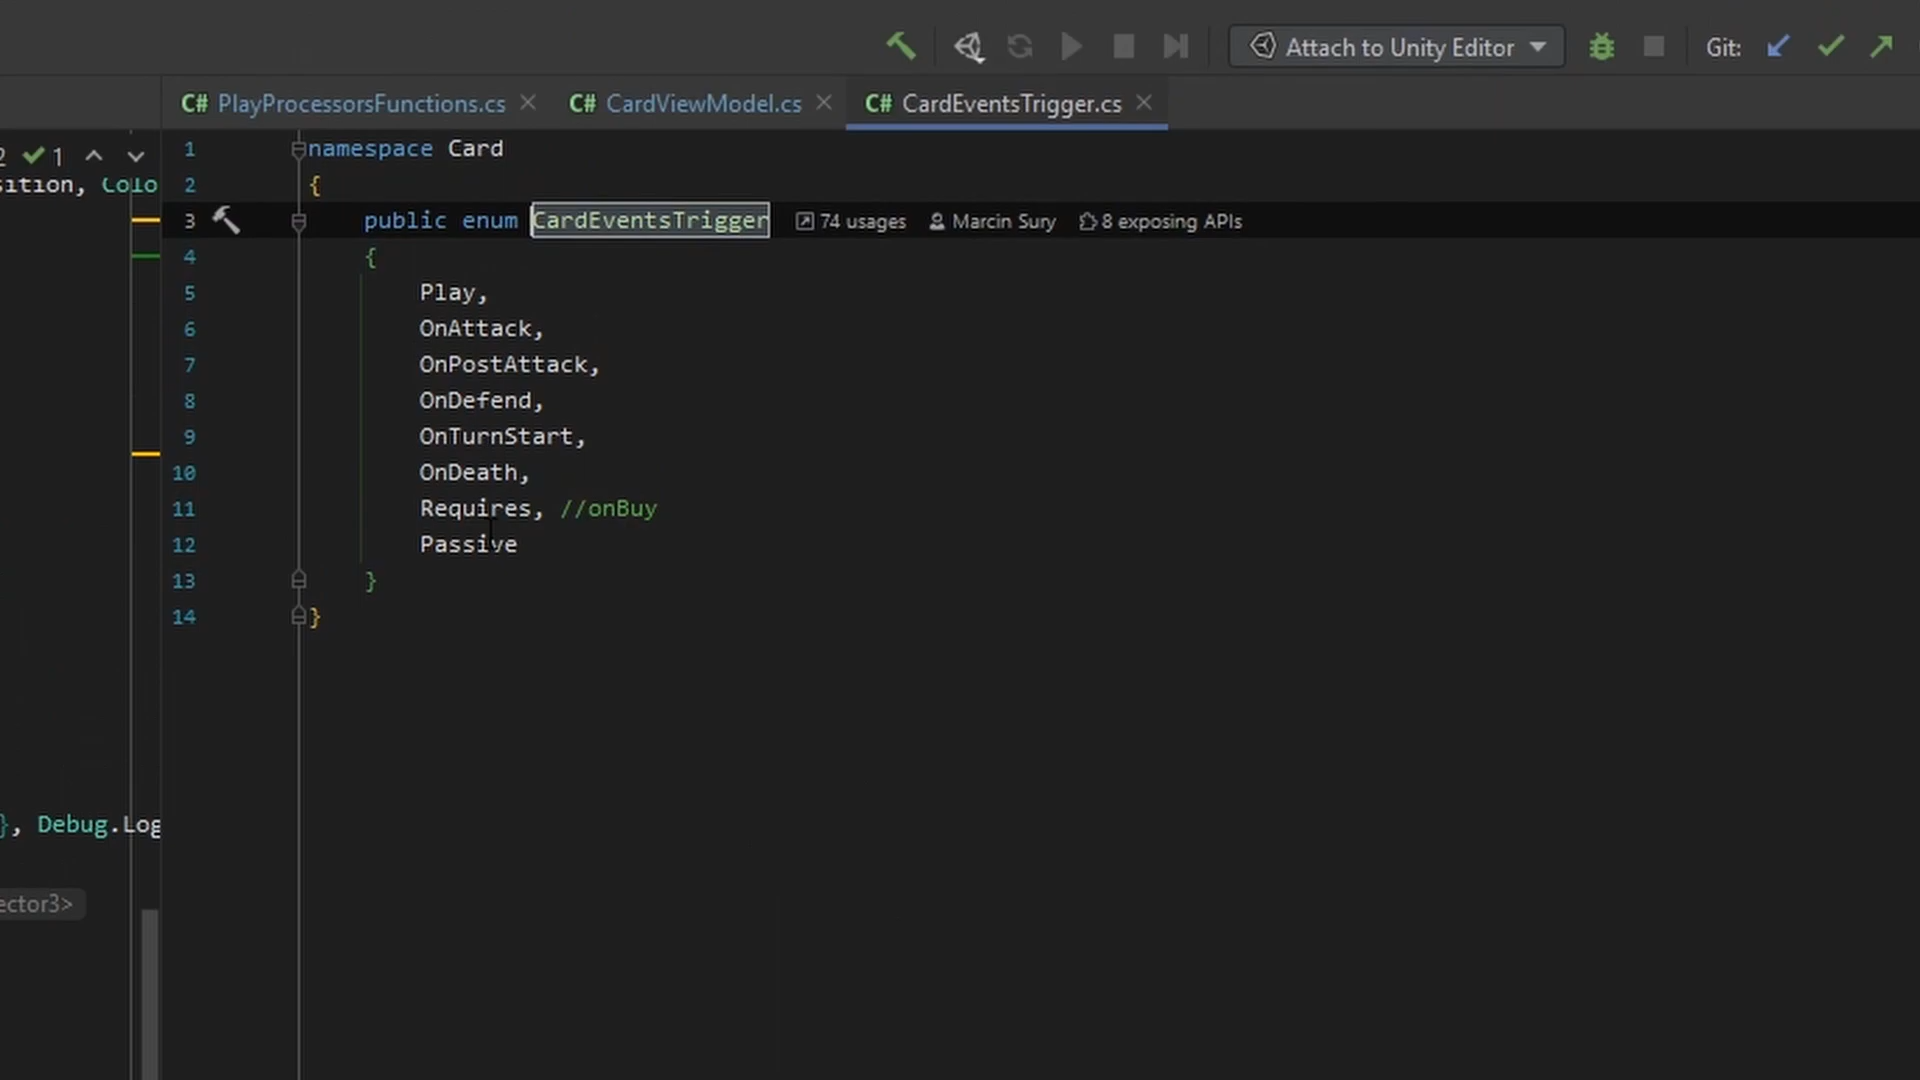 Attach to Unity Editor
Git:
C# PlayProcessorsFunctions.cs
C# CardViewModel.cs
C# CardEventsTrigger.cs
2 1
sition, Colo
}, Debug.Log
ector3>
1 namespace Card
2 {
3 public enum CardEventsTrigger 74 usages Marcin Sury 8 exposing APIs
4 {
5 Play,
6 OnAttack,
7 OnPostAttack,
8 OnDefend,
9 OnTurnStart,
10 OnDeath,
11 Requires, //onBuy
12 Passive
13 }
14 }